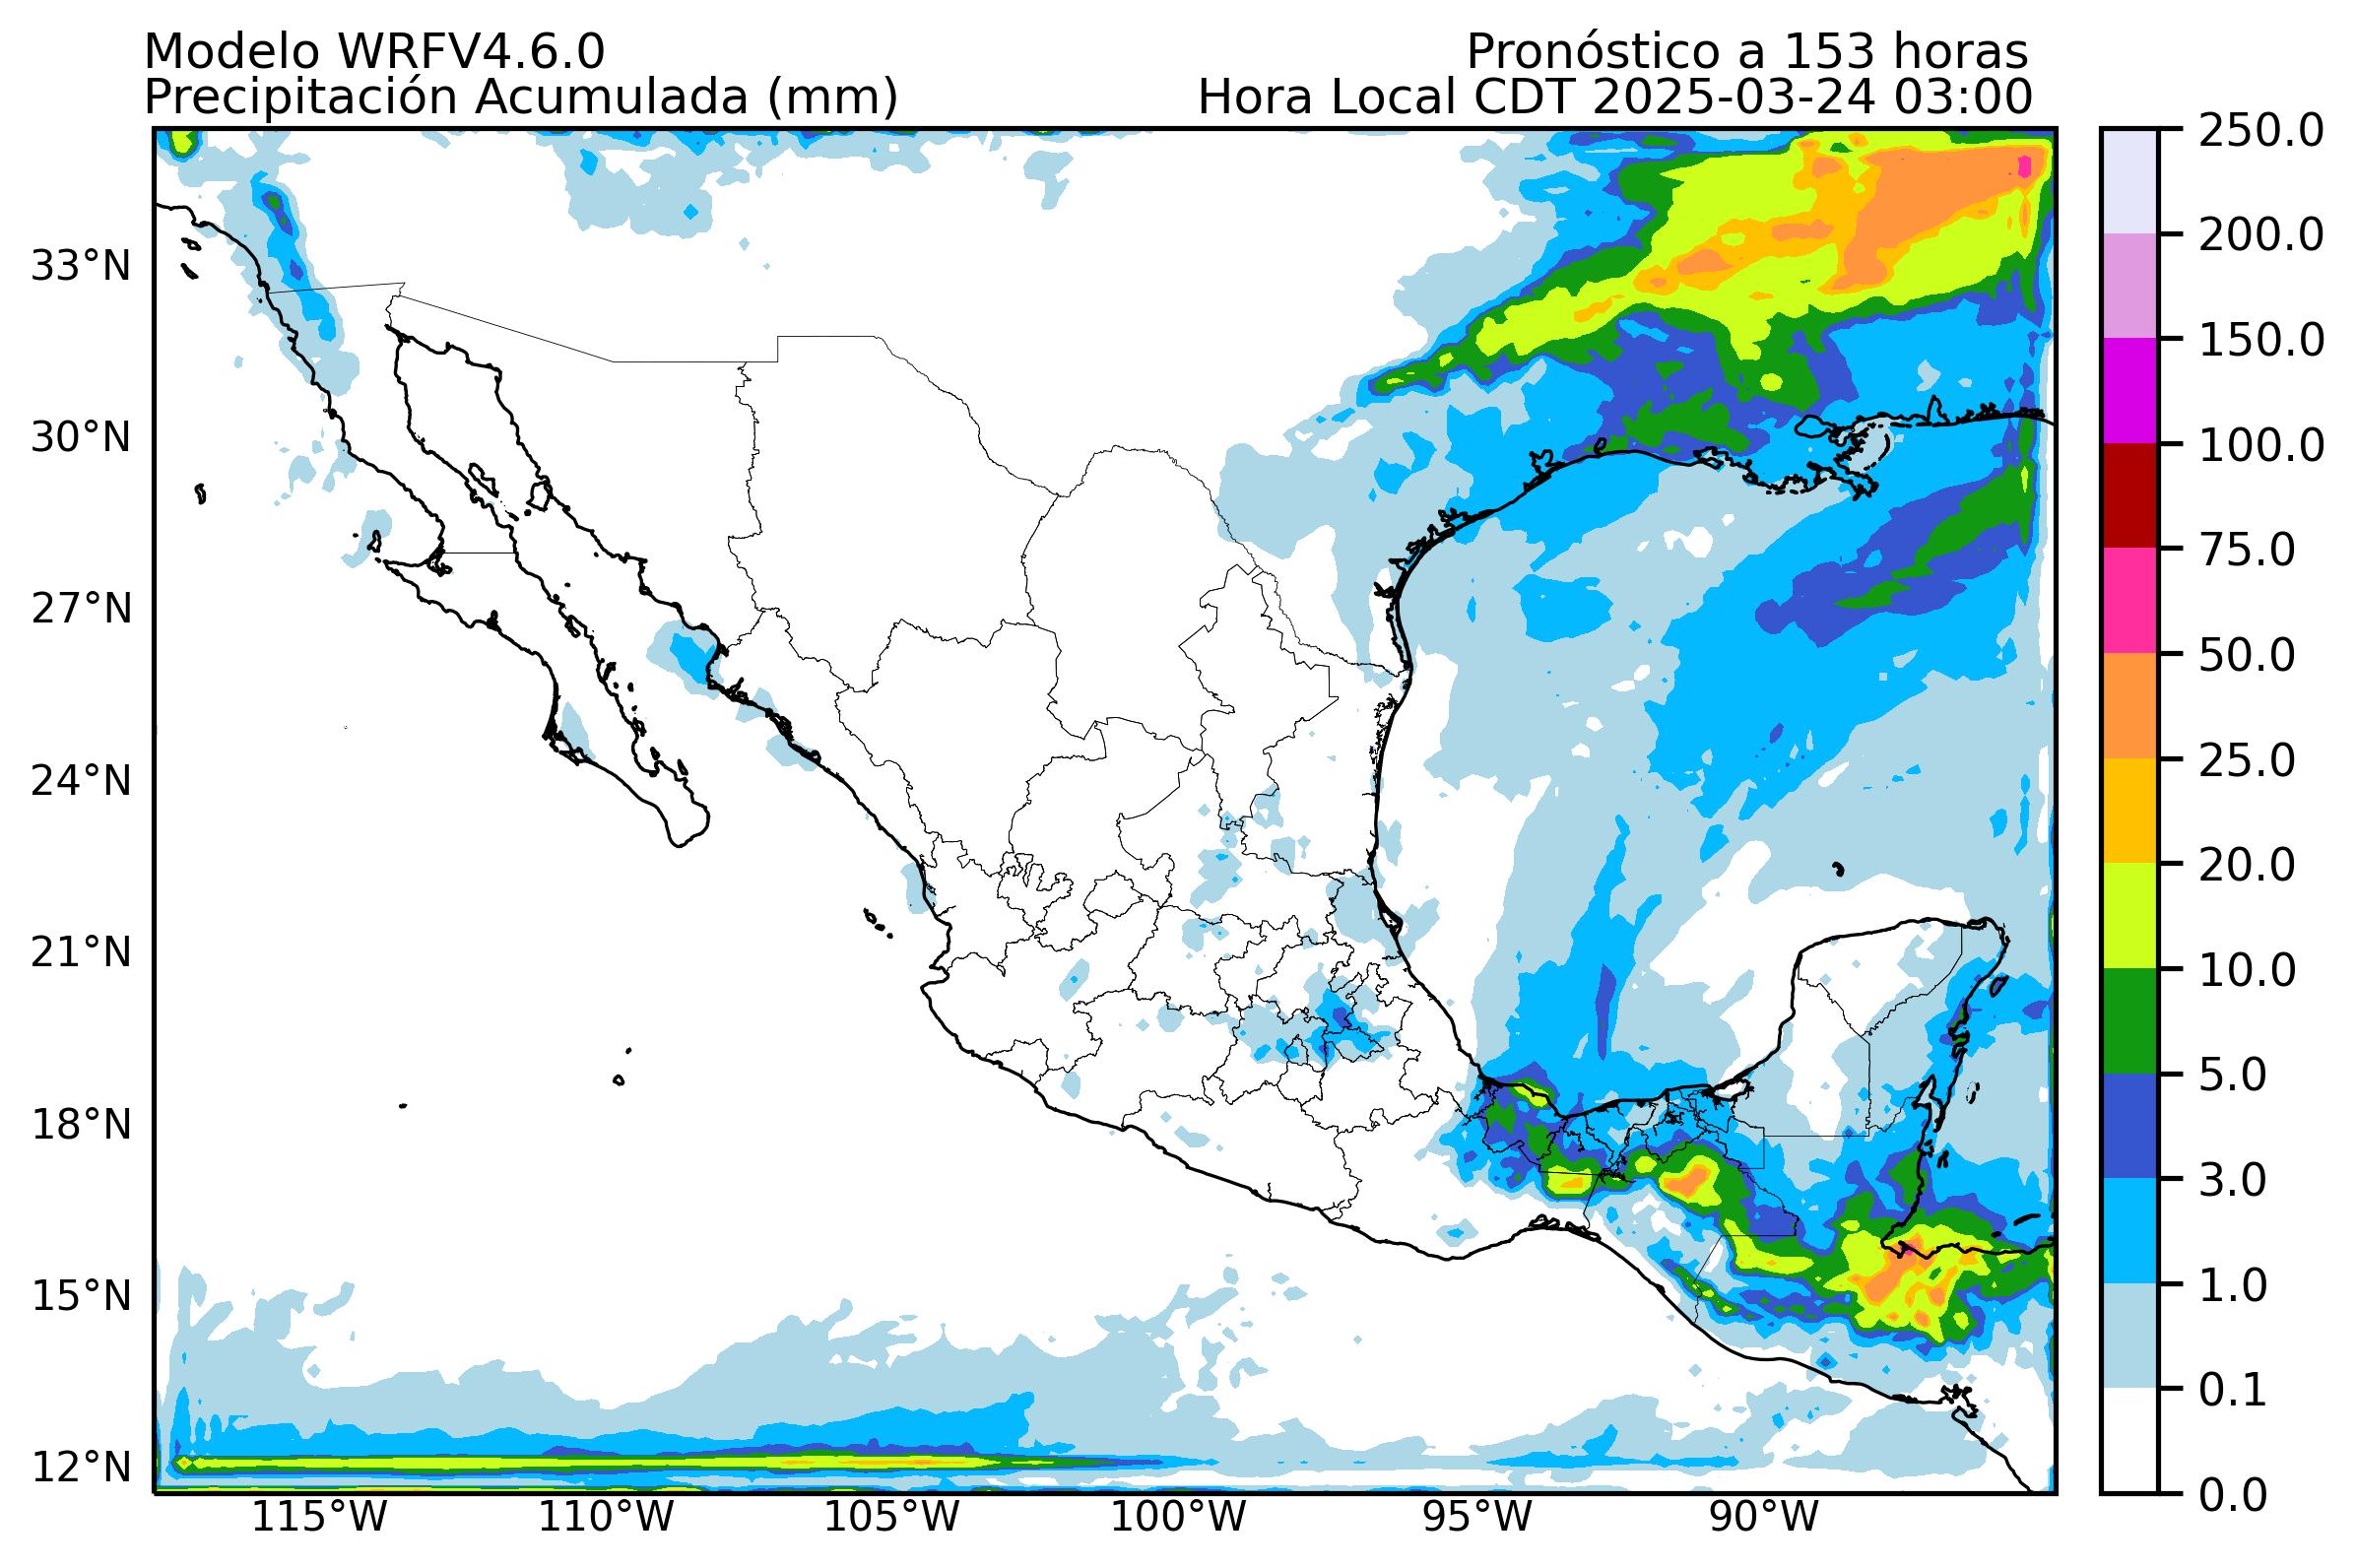 Modelo WRFV4.6.0
Pronóstico a 153 horas
Precipitación Acumulada (mm)
Hora Local CDT 2025-03-24 03:00
33°N
30°N
27°N
24°N
21°N
18°N
15°N
12°N
115°W
110°W
105°W
100°W
95°W
90°W
250.0
200.0
150.0
100.0
75.0
50.0
25.0
20.0
10.0
5.0
3.0
1.0
0.1
0.0